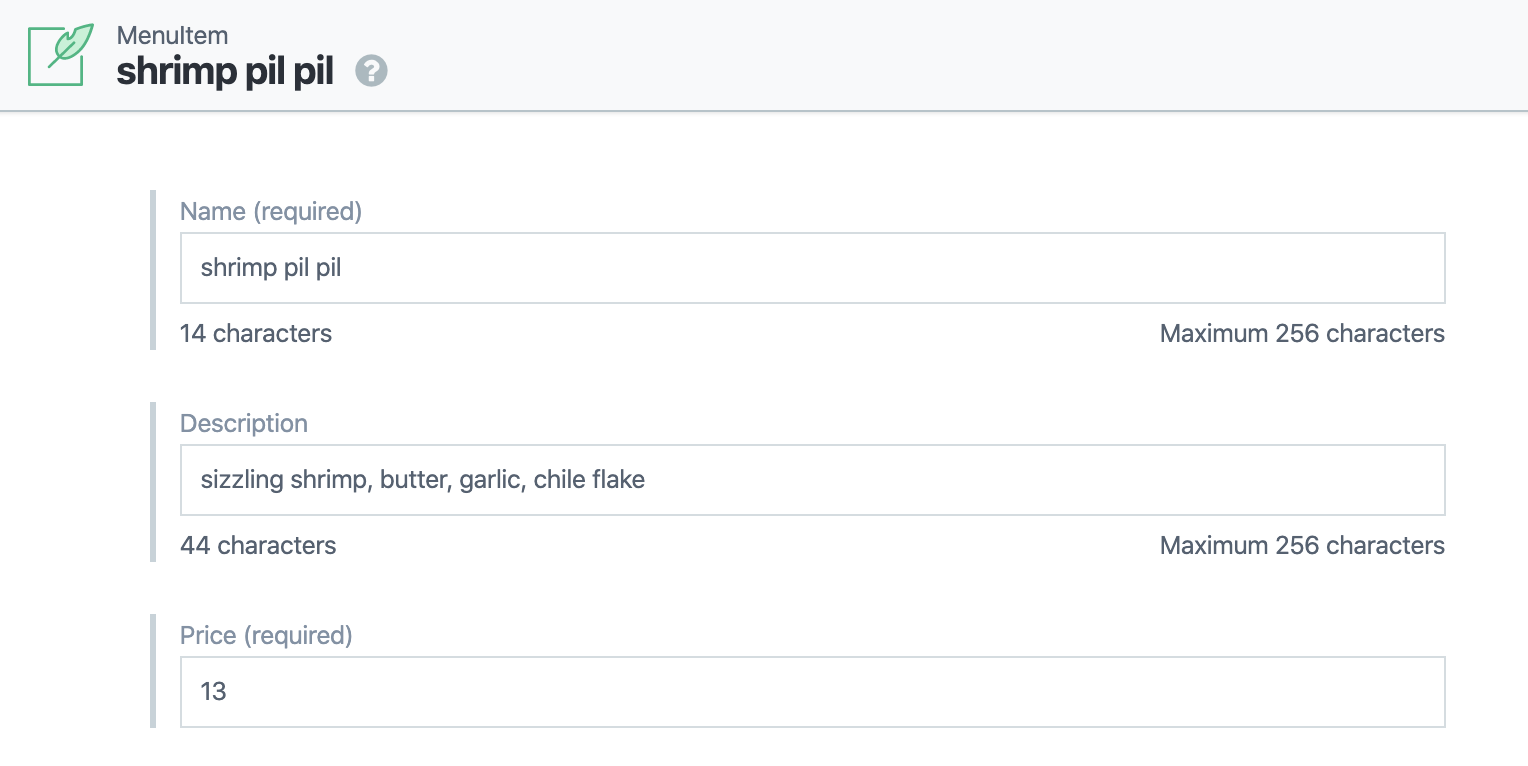 MenuItem
shrimp pil pil
?
Name (required)
shrimp pil pil
14 characters Maximum 256 characters
Description
sizzling shrimp, butter, garlic, chile flake
44 characters Maximum 256 characters
Price (required)
13